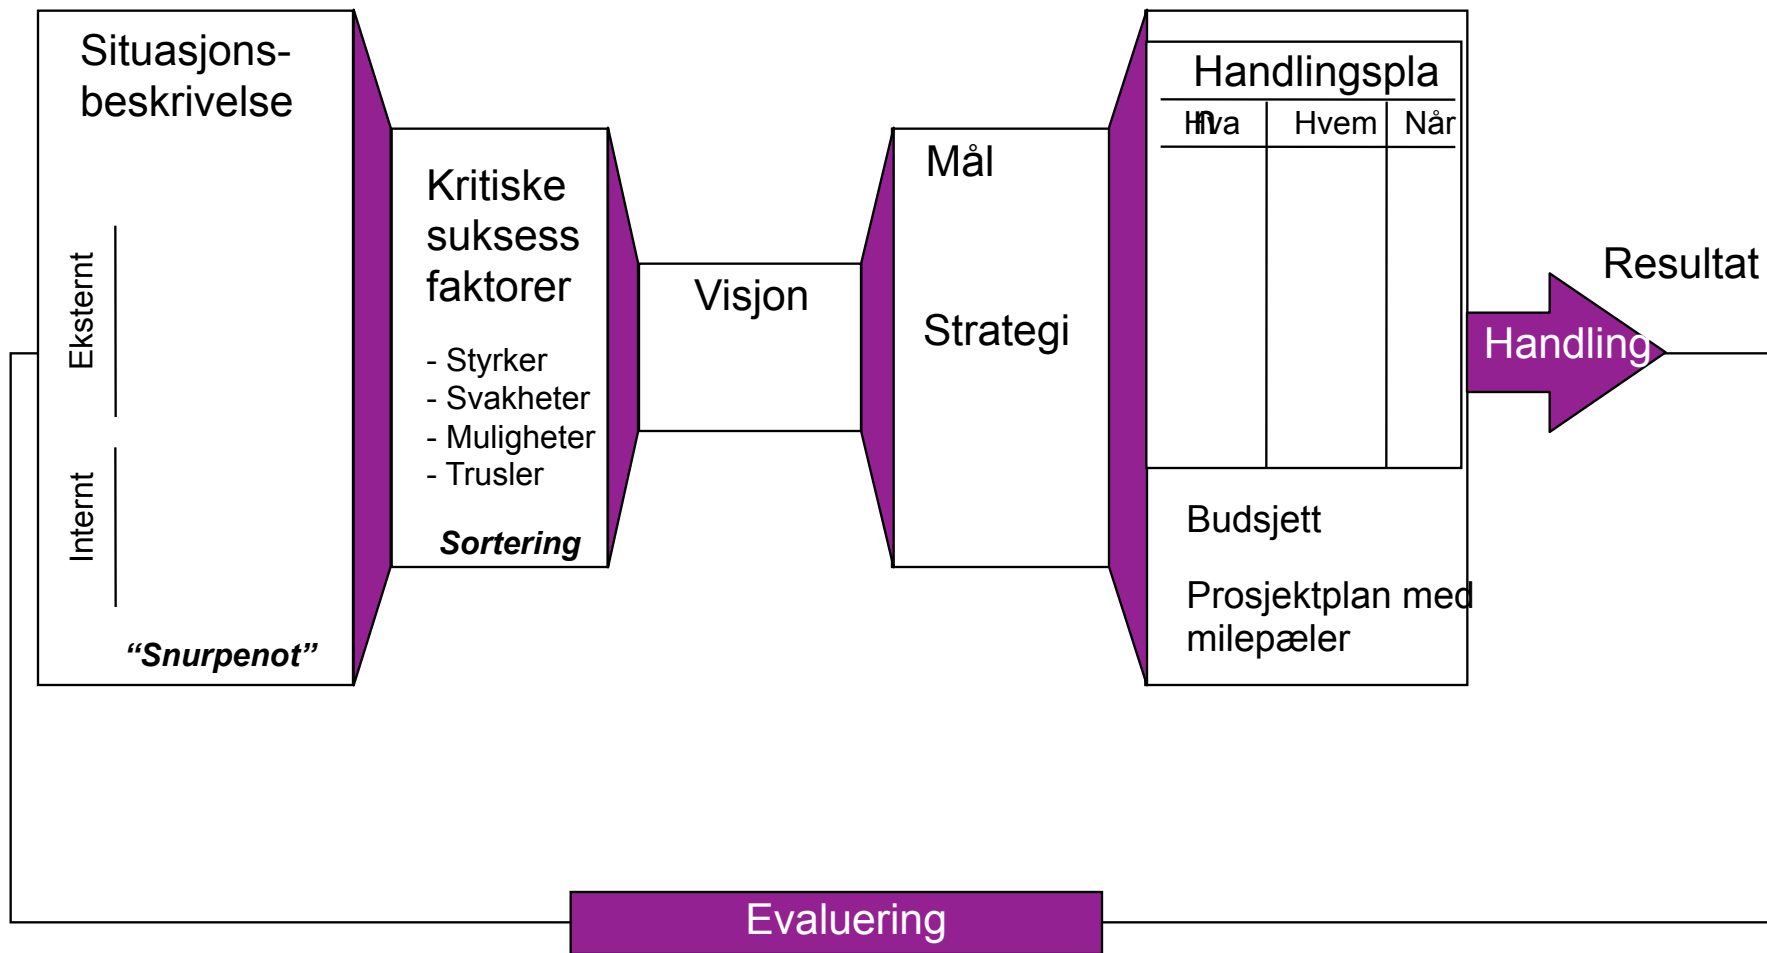 Situasjons-
beskrivelse
Eksternt
Internt
“Snurpenot”
Kritiske
suksess
faktorer
- Styrker
- Svakheter
- Muligheter
- Trusler
Sortering
Visjon
Mål
Strategi
Handlingspla
n
Hva Hvem Når
Budsjett
Prosjektplan med
milepæler
Handling
Resultat
Evaluering